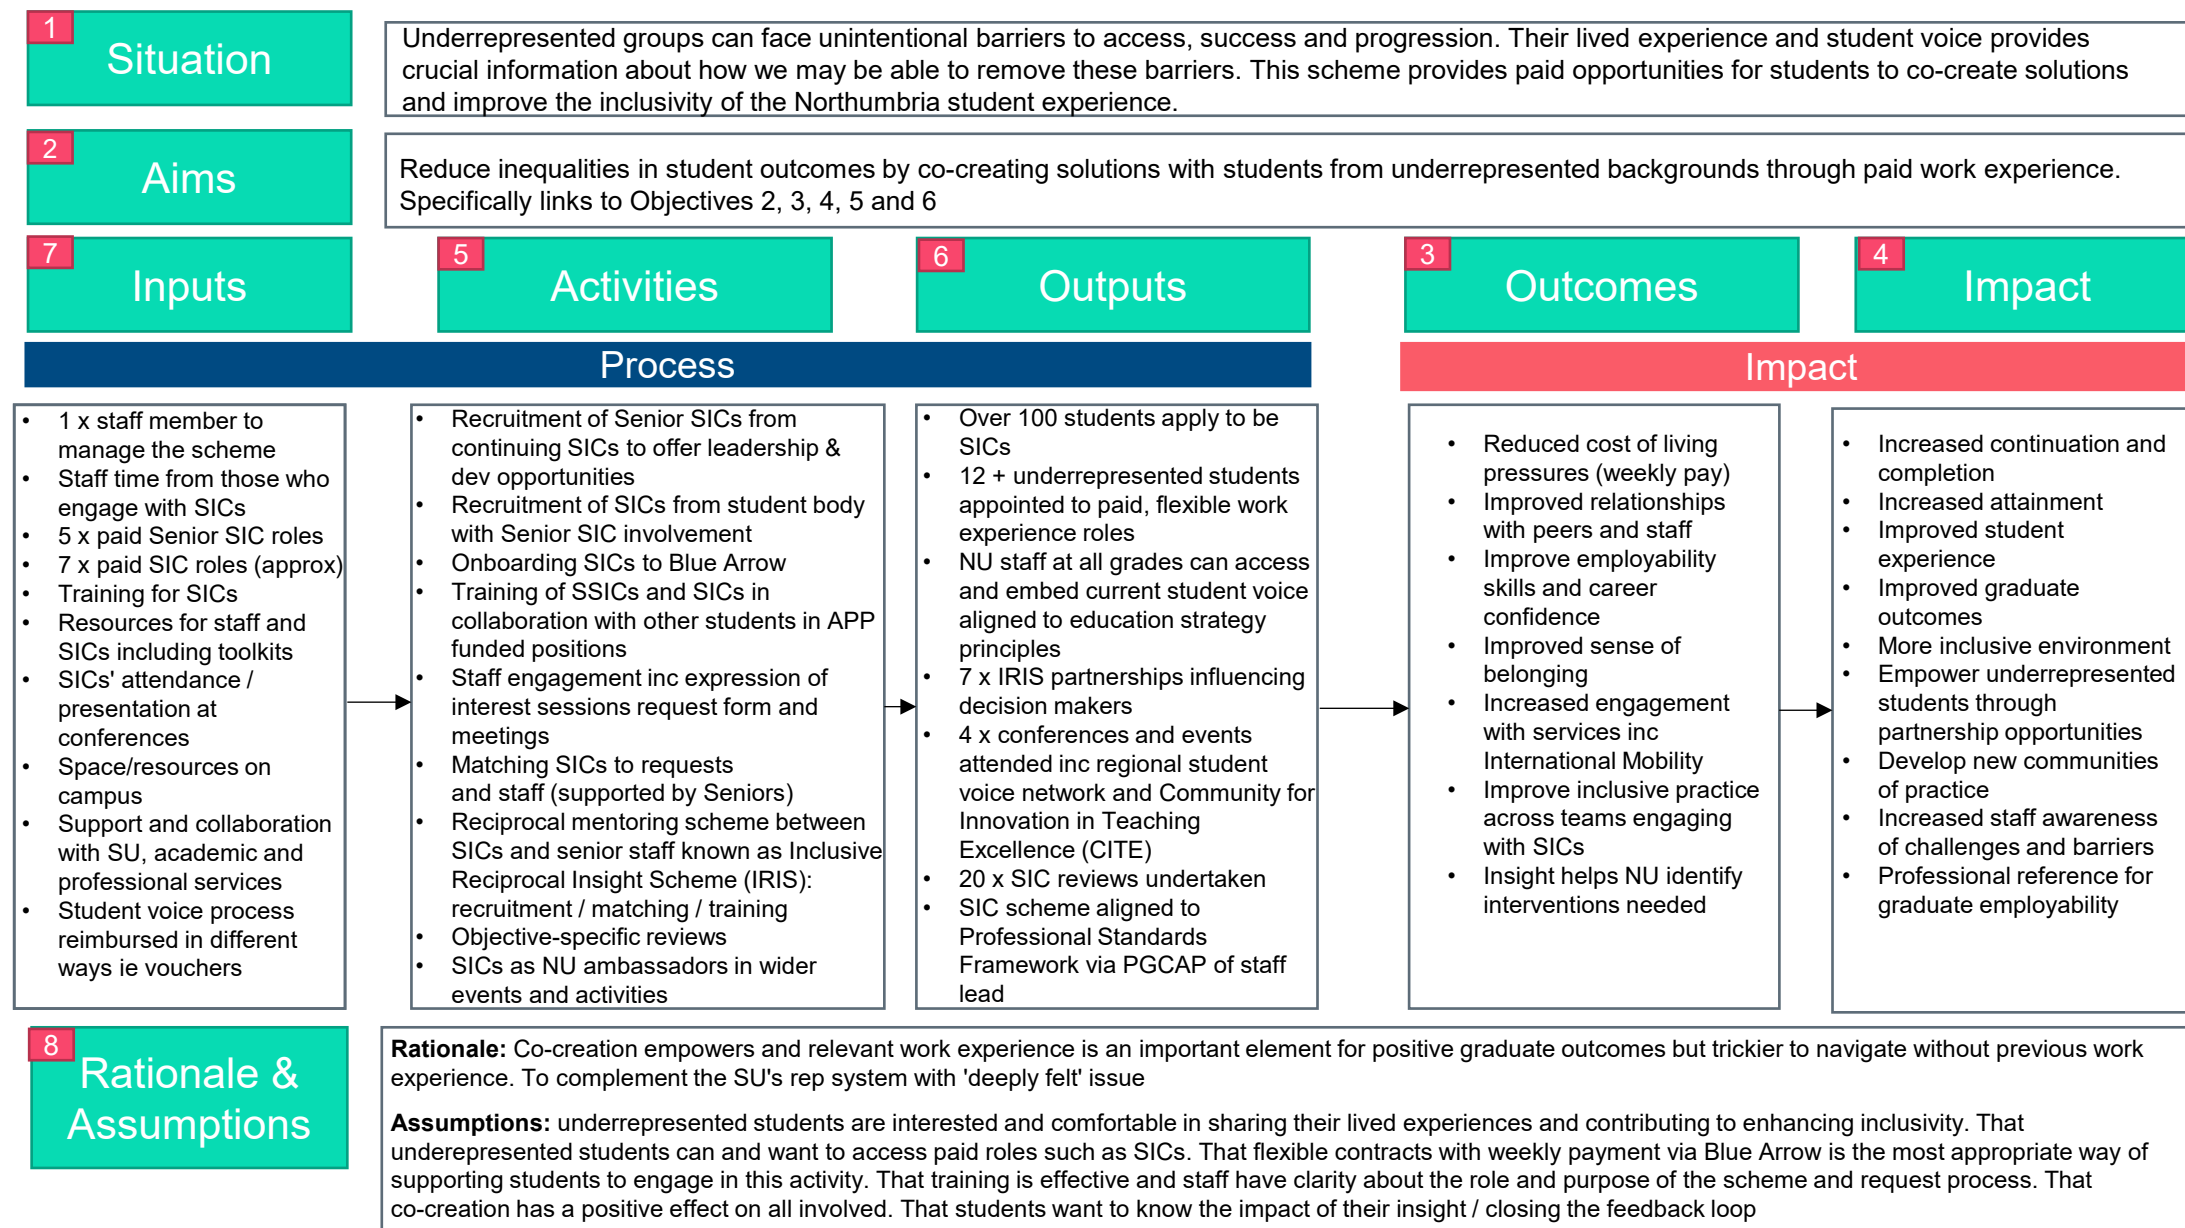 1
Situation
Underrepresented groups can face unintentional barriers to access, success and progression. Their lived experience and student voice provides
crucial information about how we may be able to remove these barriers. This scheme provides paid opportunities for students to co-create solutions
and improve the inclusivity of the Northumbria student experience.
2
Aims
Reduce inequalities in student outcomes by co-creating solutions with students from underrepresented backgrounds through paid work experience.
Specifically links to Objectives 2, 3, 4, 5 and 6
7
Inputs
5
Activities
6
Outputs
3
Outcomes
4
Impact
Process
Impact
• 1 x staff member to
manage the scheme
• Staff time from those who
engage with SICs
• 5 x paid Senior SIC roles
• 7 x paid SIC roles (approx)
• Training for SICs
• Resources for staff and
SICs including toolkits
• SICs' attendance /
presentation at
conferences
• Space/resources on
campus
• Support and collaboration
with SU, academic and
professional services
• Student voice process
reimbursed in different
ways ie vouchers
• Recruitment of Senior SICs from
continuing SICs to offer leadership &
dev opportunities
• Recruitment of SICs from student body
with Senior SIC involvement
• Onboarding SICs to Blue Arrow
• Training of SSICs and SICs in
collaboration with other students in APP
funded positions
• Staff engagement inc expression of
interest sessions request form and
meetings
• Matching SICs to requests
and staff (supported by Seniors)
• Reciprocal mentoring scheme between
SICs and senior staff known as Inclusive
Reciprocal Insight Scheme (IRIS):
recruitment / matching / training
• Objective-specific reviews
• SICs as NU ambassadors in wider
events and activities
• Over 100 students apply to be
SICs
• 12 + underrepresented students
appointed to paid, flexible work
experience roles
• NU staff at all grades can access
and embed current student voice
aligned to education strategy
principles
• 7 x IRIS partnerships influencing
decision makers
• 4 x conferences and events
attended inc regional student
voice network and Community for
Innovation in Teaching
Excellence (CITE)
• 20 x SIC reviews undertaken
• SIC scheme aligned to
Professional Standards
Framework via PGCAP of staff
lead
• Reduced cost of living
pressures (weekly pay)
• Improved relationships
with peers and staff
• Improve employability
skills and career
confidence
• Improved sense of
belonging
• Increased engagement
with services inc
International Mobility
• Improve inclusive practice
across teams engaging
with SICs
• Insight helps NU identify
interventions needed
• Increased continuation and
completion
• Increased attainment
• Improved student
experience
• Improved graduate
outcomes
• More inclusive environment
• Empower underrepresented
students through
partnership opportunities
• Develop new communities
of practice
• Increased staff awareness
of challenges and barriers
• Professional reference for
graduate employability
8
Rationale &
Assumptions
Rationale: Co-creation empowers and relevant work experience is an important element for positive graduate outcomes but trickier to navigate without previous work
experience. To complement the SU's rep system with 'deeply felt' issue
Assumptions: underrepresented students are interested and comfortable in sharing their lived experiences and contributing to enhancing inclusivity. That
underepresented students can and want to access paid roles such as SICs. That flexible contracts with weekly payment via Blue Arrow is the most appropriate way of
supporting students to engage in this activity. That training is effective and staff have clarity about the role and purpose of the scheme and request process. That
co-creation has a positive effect on all involved. That students want to know the impact of their insight / closing the feedback loop